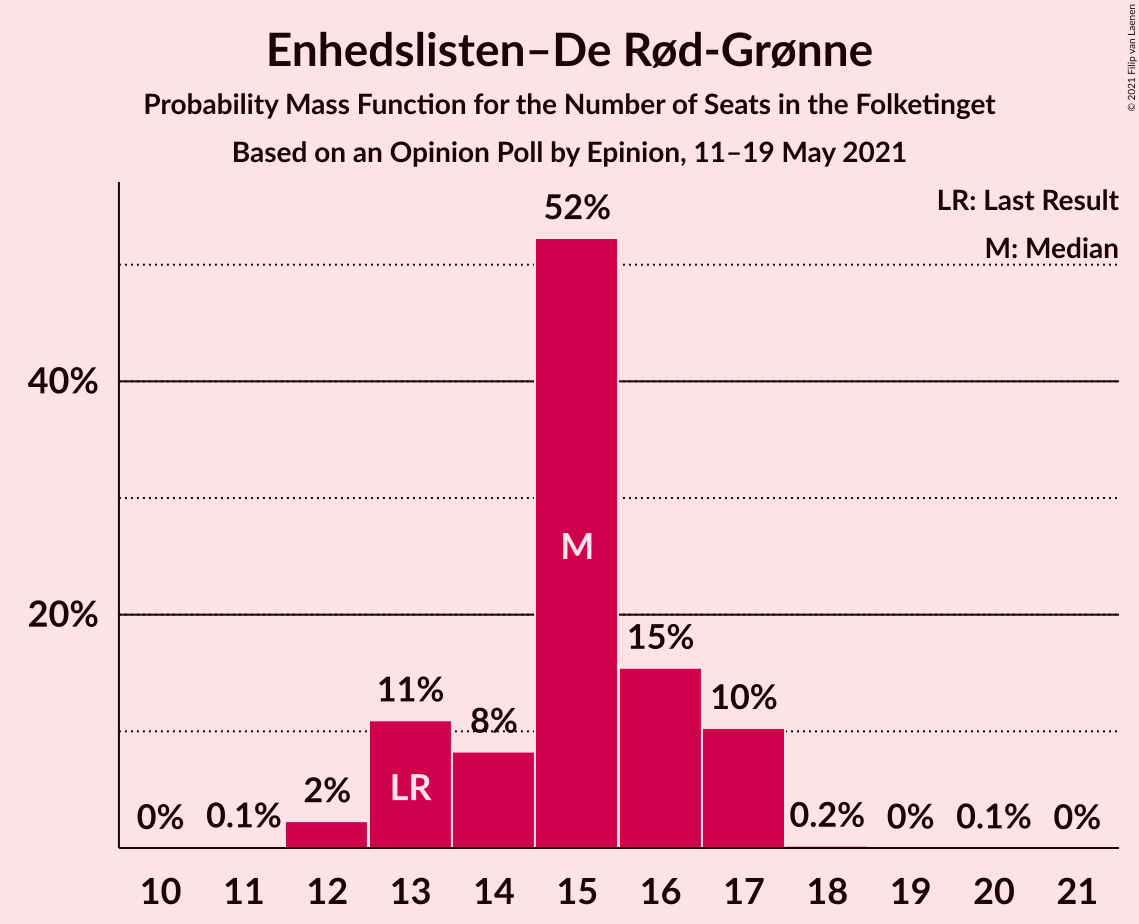 Enhedslisten–De Rød-Grønne
Probability Mass Function for the Number of Seats in the Folketinget
Based on an Opinion Poll by Epinion, 11–19 May 2021
© 2021 Filip van Laenen
LR: Last Result
M: Median
40%
20%
0%
0.1%
2%
11%
8%
52%
15%
10%
0.2%
0%
0.1%
0%
LR
M
10 11 12 13 14 15 16 17 18 19 20 21